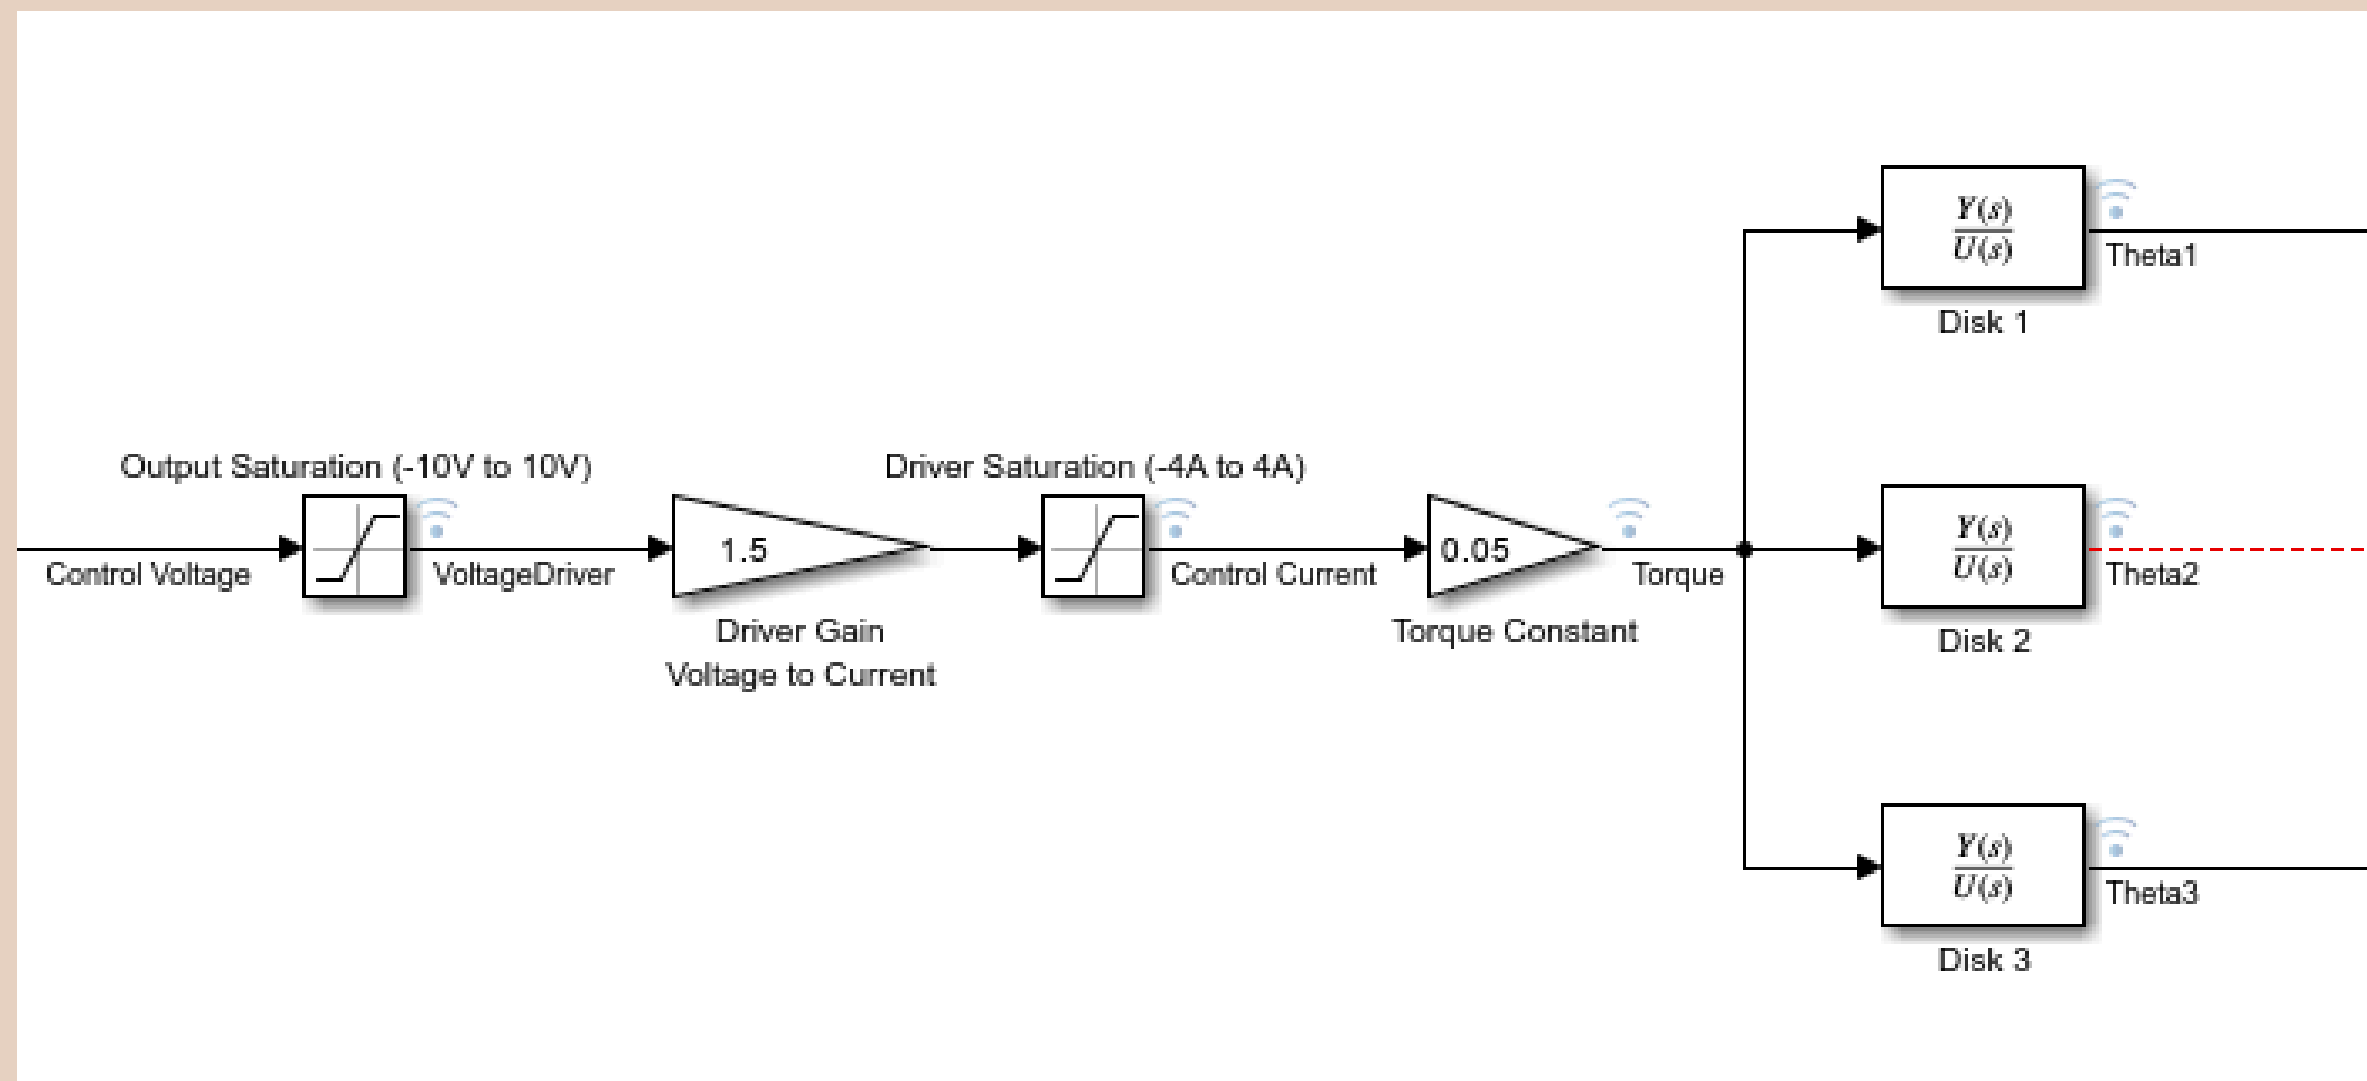 Y(s)
U(s)
Theta1
Disk 1
Output Saturation (-10V to 10V)
Driver Saturation (-4A to 4A)
Control Voltage
VoltageDriver
1.5
Driver Gain
Voltage to Current
Control Current
0.05
Torque Constant
Torque
Y(s)
U(s)
Theta2
Disk 2
Y(s)
U(s)
Theta3
Disk 3